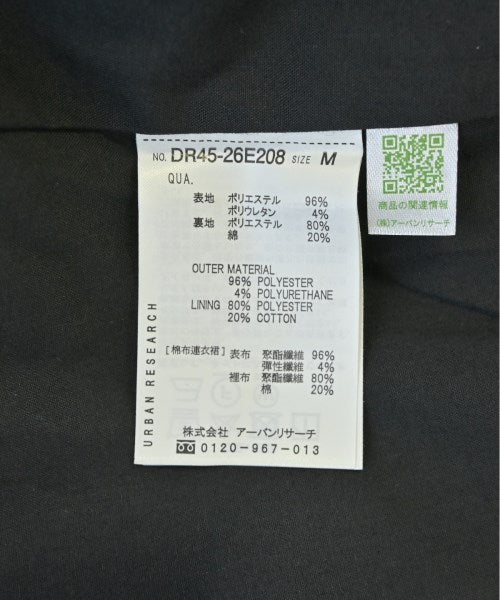 NO. DR45-26E208 SIZE M
QUA.
表地 ポリエステル 96%
ポリウレタン 4%
裏地 ポリエステル 80%
綿 20%
OUTER MATERIAL
96% POLYESTER
4% POLYURETHANE
LINING 80% POLYESTER
20% COTTON
[棉布連衣裙] 表布 聚酯纖維 96%
彈性纖維 4%
裡布 聚酯纖維 80%
棉 20%
URBAN RESEARCH
株式会社 アーバンリサーチ
0120-967-013
商品の関連情報
(株)アーバンリサーチ